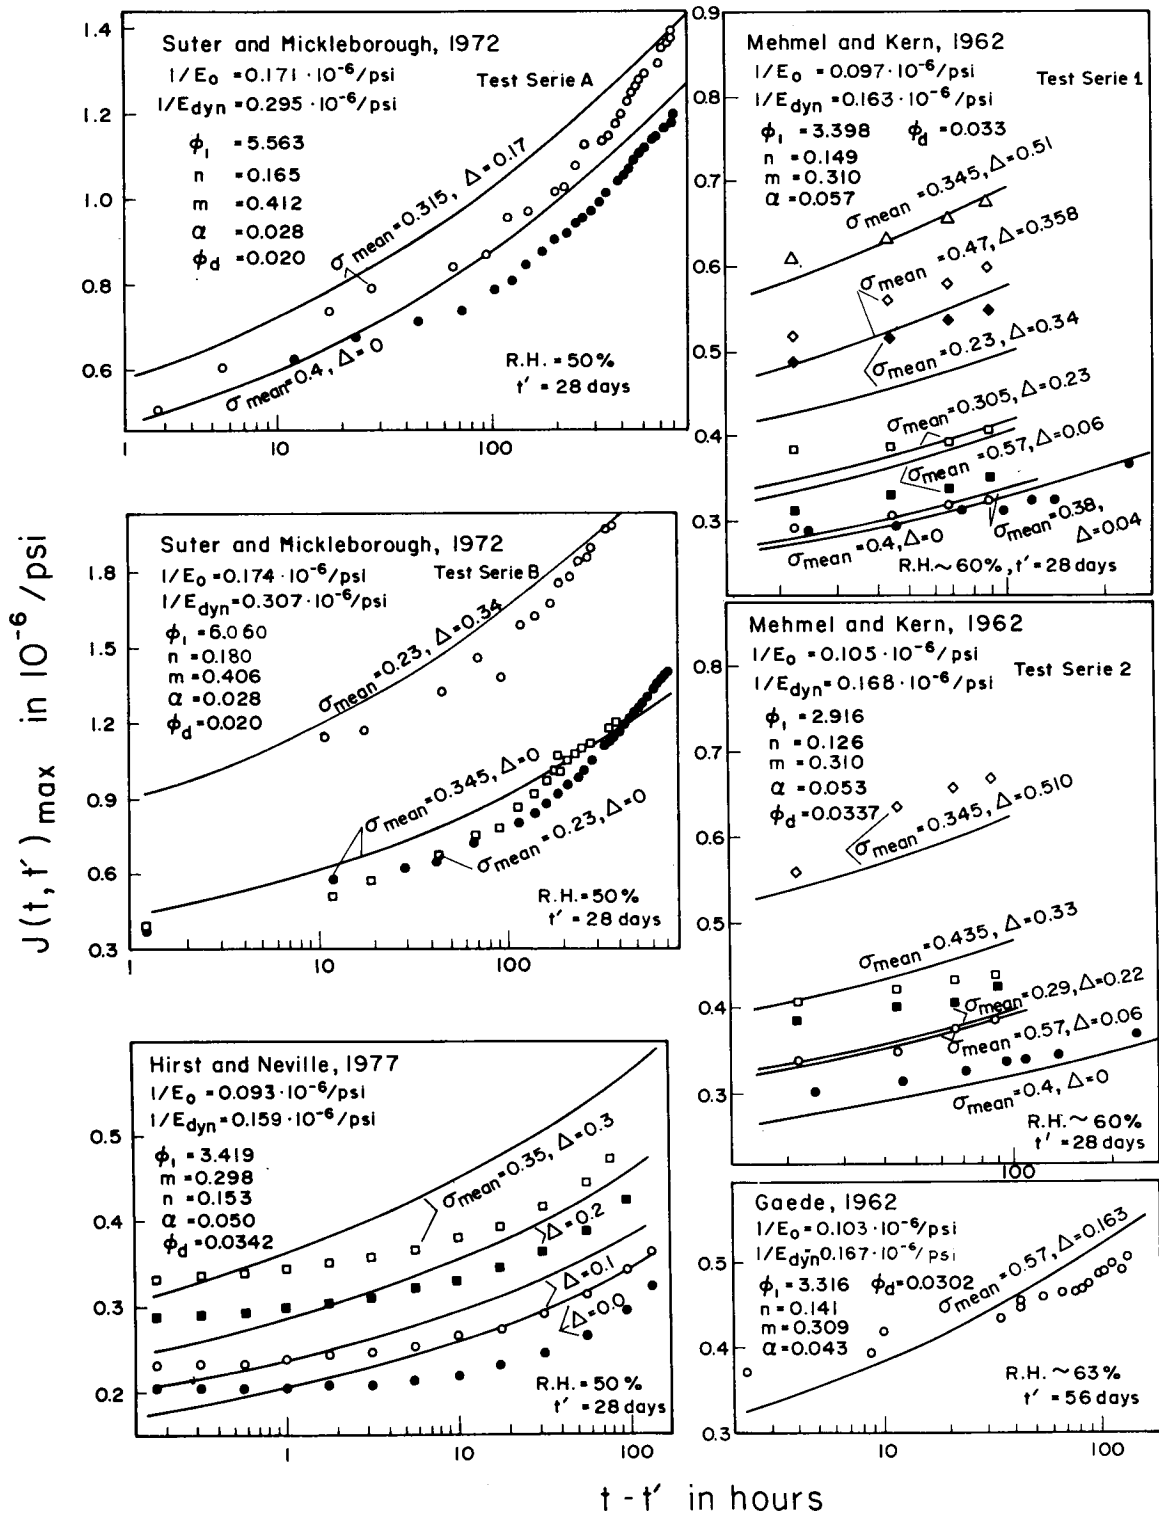 J(t,t′)max in 10⁻⁶/psi
Suter and Mickleborough, 1972
1/E₀ = 0.171 · 10⁻⁶/psi
Test Serie A
1/Edyn = 0.295 · 10⁻⁶/psi
ϕ₁ = 5.563
n = 0.165
m = 0.412
α = 0.028
ϕd = 0.020
σmean = 0.315, Δ = 0.17
σmean = 0.4, Δ = 0
R.H. = 50%
t′ = 28 days
1.4
1.2
1.0
0.8
0.6
1 10 100
Suter and Mickleborough, 1972
1/E₀ = 0.174 · 10⁻⁶/psi
Test Serie B
1/Edyn = 0.307 · 10⁻⁶/psi
ϕ₁ = 6.060
n = 0.180
m = 0.406
α = 0.028
ϕd = 0.020
σmean = 0.23, Δ = 0.34
σmean = 0.345, Δ = 0
σmean = 0.23, Δ = 0
R.H. = 50%
t′ = 28 days
1.8
1.5
1.2
0.9
0.6
0.3
1 10 100
Hirst and Neville, 1977
1/E₀ = 0.093 · 10⁻⁶/psi
1/Edyn = 0.159 · 10⁻⁶/psi
ϕ₁ = 3.419
m = 0.298
n = 0.153
α = 0.050
ϕd = 0.0342
σmean = 0.35, Δ = 0.3
Δ = 0.2
Δ = 0.1
Δ = 0.0
R.H. = 50%
t′ = 28 days
0.5
0.4
0.3
0.2
1 10 100
Mehmel and Kern, 1962
1/E₀ = 0.097 · 10⁻⁶/psi
Test Serie 1
1/Edyn = 0.163 · 10⁻⁶/psi
ϕ₁ = 3.398 ϕd = 0.033
n = 0.149
m = 0.310
α = 0.057
σmean = 0.345, Δ = 0.51
σmean = 0.47, Δ = 0.358
σmean = 0.23, Δ = 0.34
σmean = 0.305, Δ = 0.23
σmean = 0.57, Δ = 0.06
σmean = 0.38,
Δ = 0.04
σmean = 0.4, Δ = 0
R.H. ~ 60%, t′ = 28 days
0.9
0.8
0.7
0.6
0.5
0.4
0.3
Mehmel and Kern, 1962
1/E₀ = 0.105 · 10⁻⁶/psi
Test Serie 2
1/Edyn = 0.168 · 10⁻⁶/psi
ϕ₁ = 2.916
n = 0.126
m = 0.310
α = 0.053
ϕd = 0.0337
σmean = 0.345, Δ = 0.510
σmean = 0.435, Δ = 0.33
σmean = 0.29, Δ = 0.22
σmean = 0.57, Δ = 0.06
σmean = 0.4, Δ = 0
R.H. ~ 60%
t′ = 28 days
0.8
0.7
0.6
0.5
0.4
0.3
100
Gaede, 1962
1/E₀ = 0.103 · 10⁻⁶/psi
1/Edyn = 0.167 · 10⁻⁶/psi
ϕ₁ = 3.316 ϕd = 0.0302
n = 0.141
m = 0.309
α = 0.043
σmean = 0.57, Δ = 0.163
R.H. ~ 63%
t′ = 56 days
0.5
0.4
0.3
10 100
t - t′ in hours